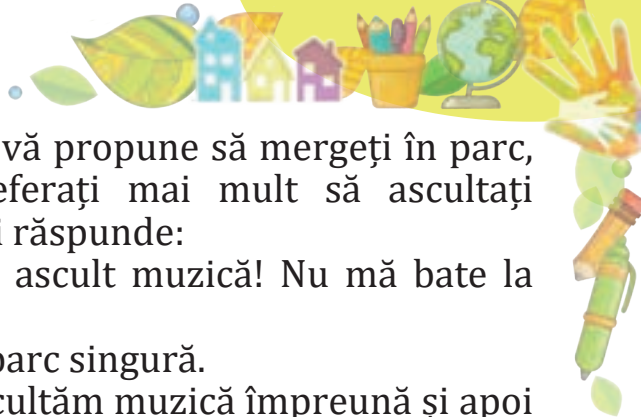 vă propune să mergeți în parc,
eferați mai mult să ascultați
i răspunde:
ascult muzică! Nu mă bate la
parc singură.
cultăm muzică împreună și apoi